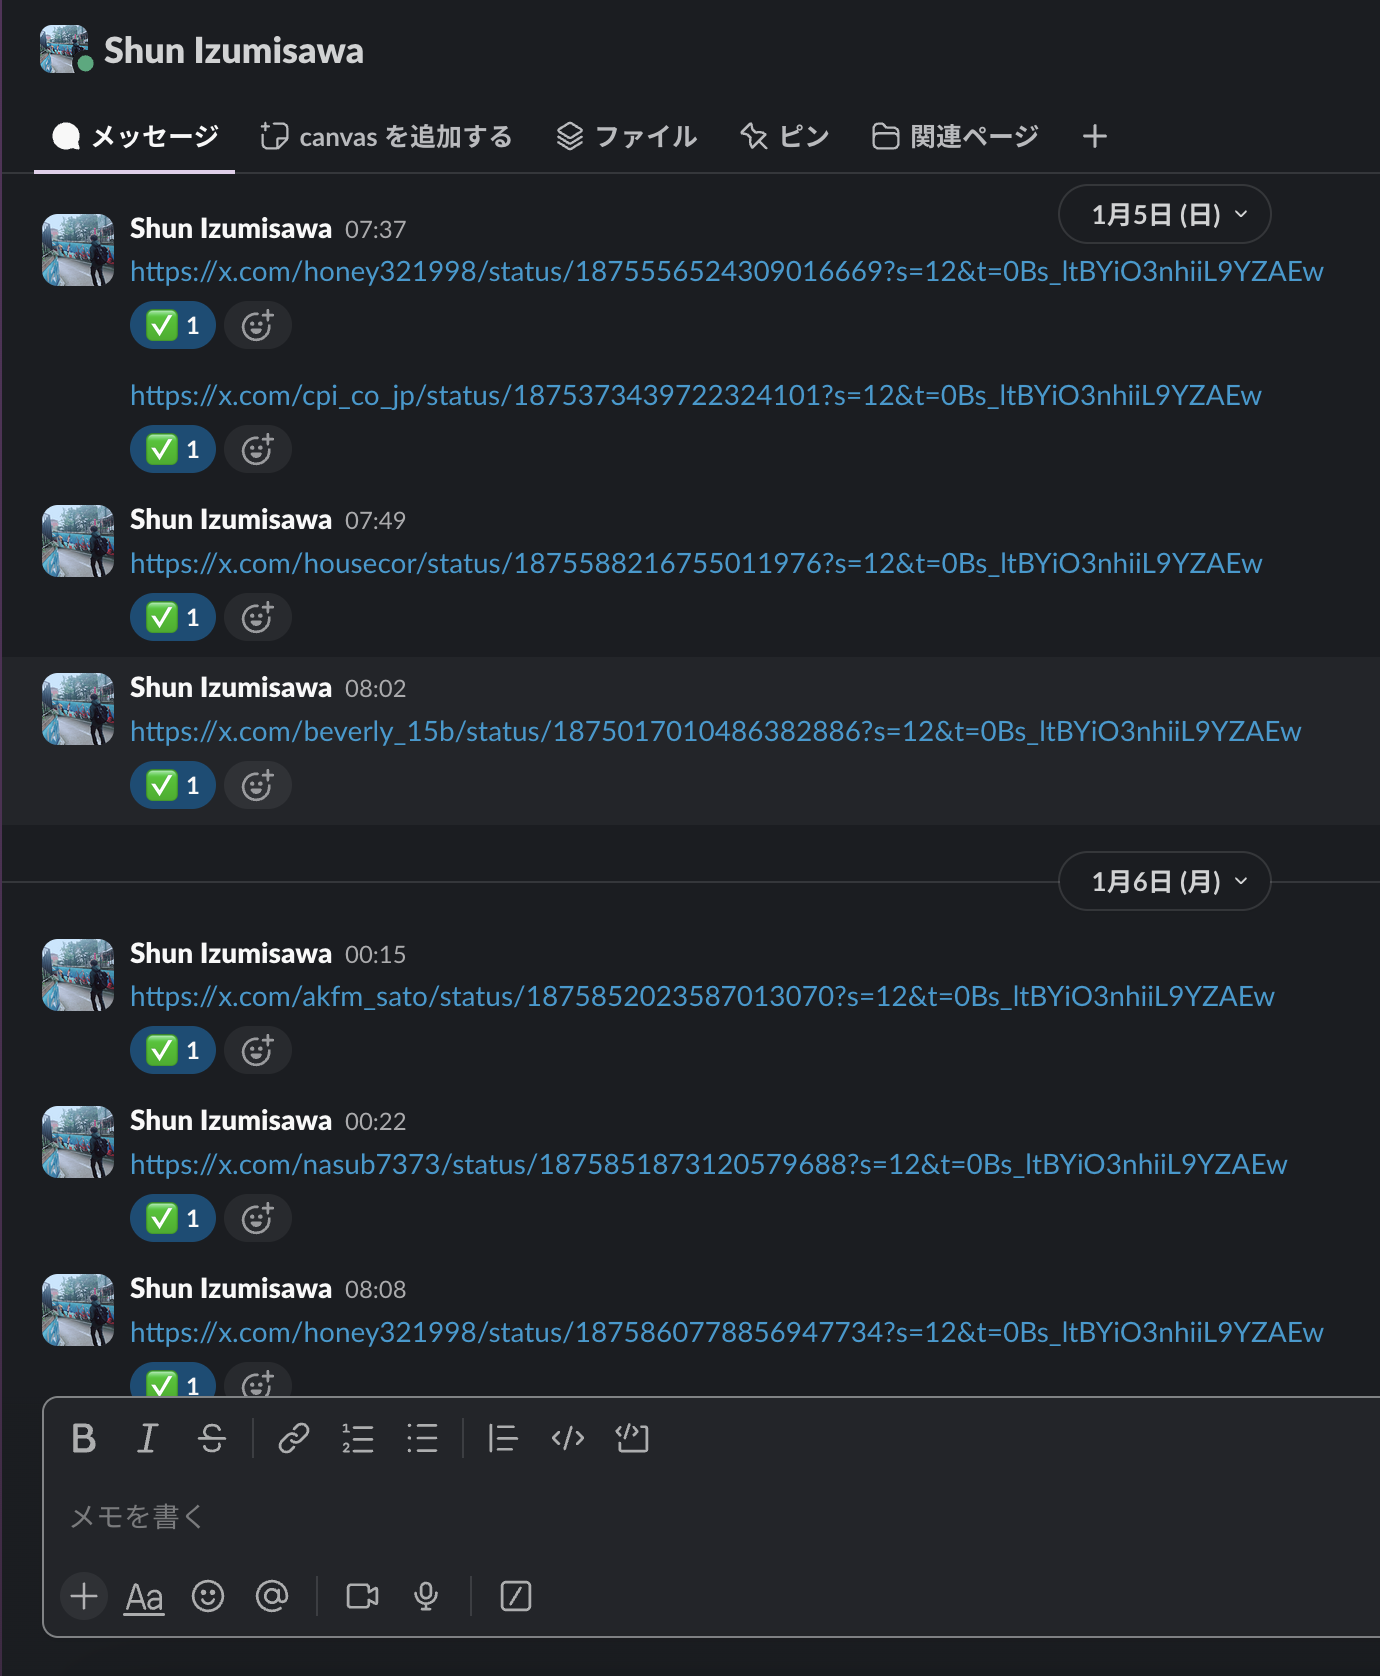 Shun Izumisawa
メッセージ canvas を追加する ファイル ピン 関連ページ
1月5日 (日)
Shun Izumisawa 07:37
https://x.com/honey321998/status/1875556524309016669?s=12&t=0Bs_ltBYiO3nhiiL9YZAEw
1
https://x.com/cpi_co_jp/status/1875373439722324101?s=12&t=0Bs_ltBYiO3nhiiL9YZAEw
1
Shun Izumisawa 07:49
https://x.com/housecor/status/1875588216755011976?s=12&t=0Bs_ltBYiO3nhiiL9YZAEw
1
Shun Izumisawa 08:02
https://x.com/beverly_15b/status/1875017010486382886?s=12&t=0Bs_ltBYiO3nhiiL9YZAEw
1
1月6日 (月)
Shun Izumisawa 00:15
https://x.com/akfm_sato/status/1875852023587013070?s=12&t=0Bs_ltBYiO3nhiiL9YZAEw
1
Shun Izumisawa 00:22
https://x.com/nasub7373/status/1875851873120579688?s=12&t=0Bs_ltBYiO3nhiiL9YZAEw
1
Shun Izumisawa 08:08
https://x.com/honey321998/status/1875860778856947734?s=12&t=0Bs_ltBYiO3nhiiL9YZAEw
1
メモを書く
Aa